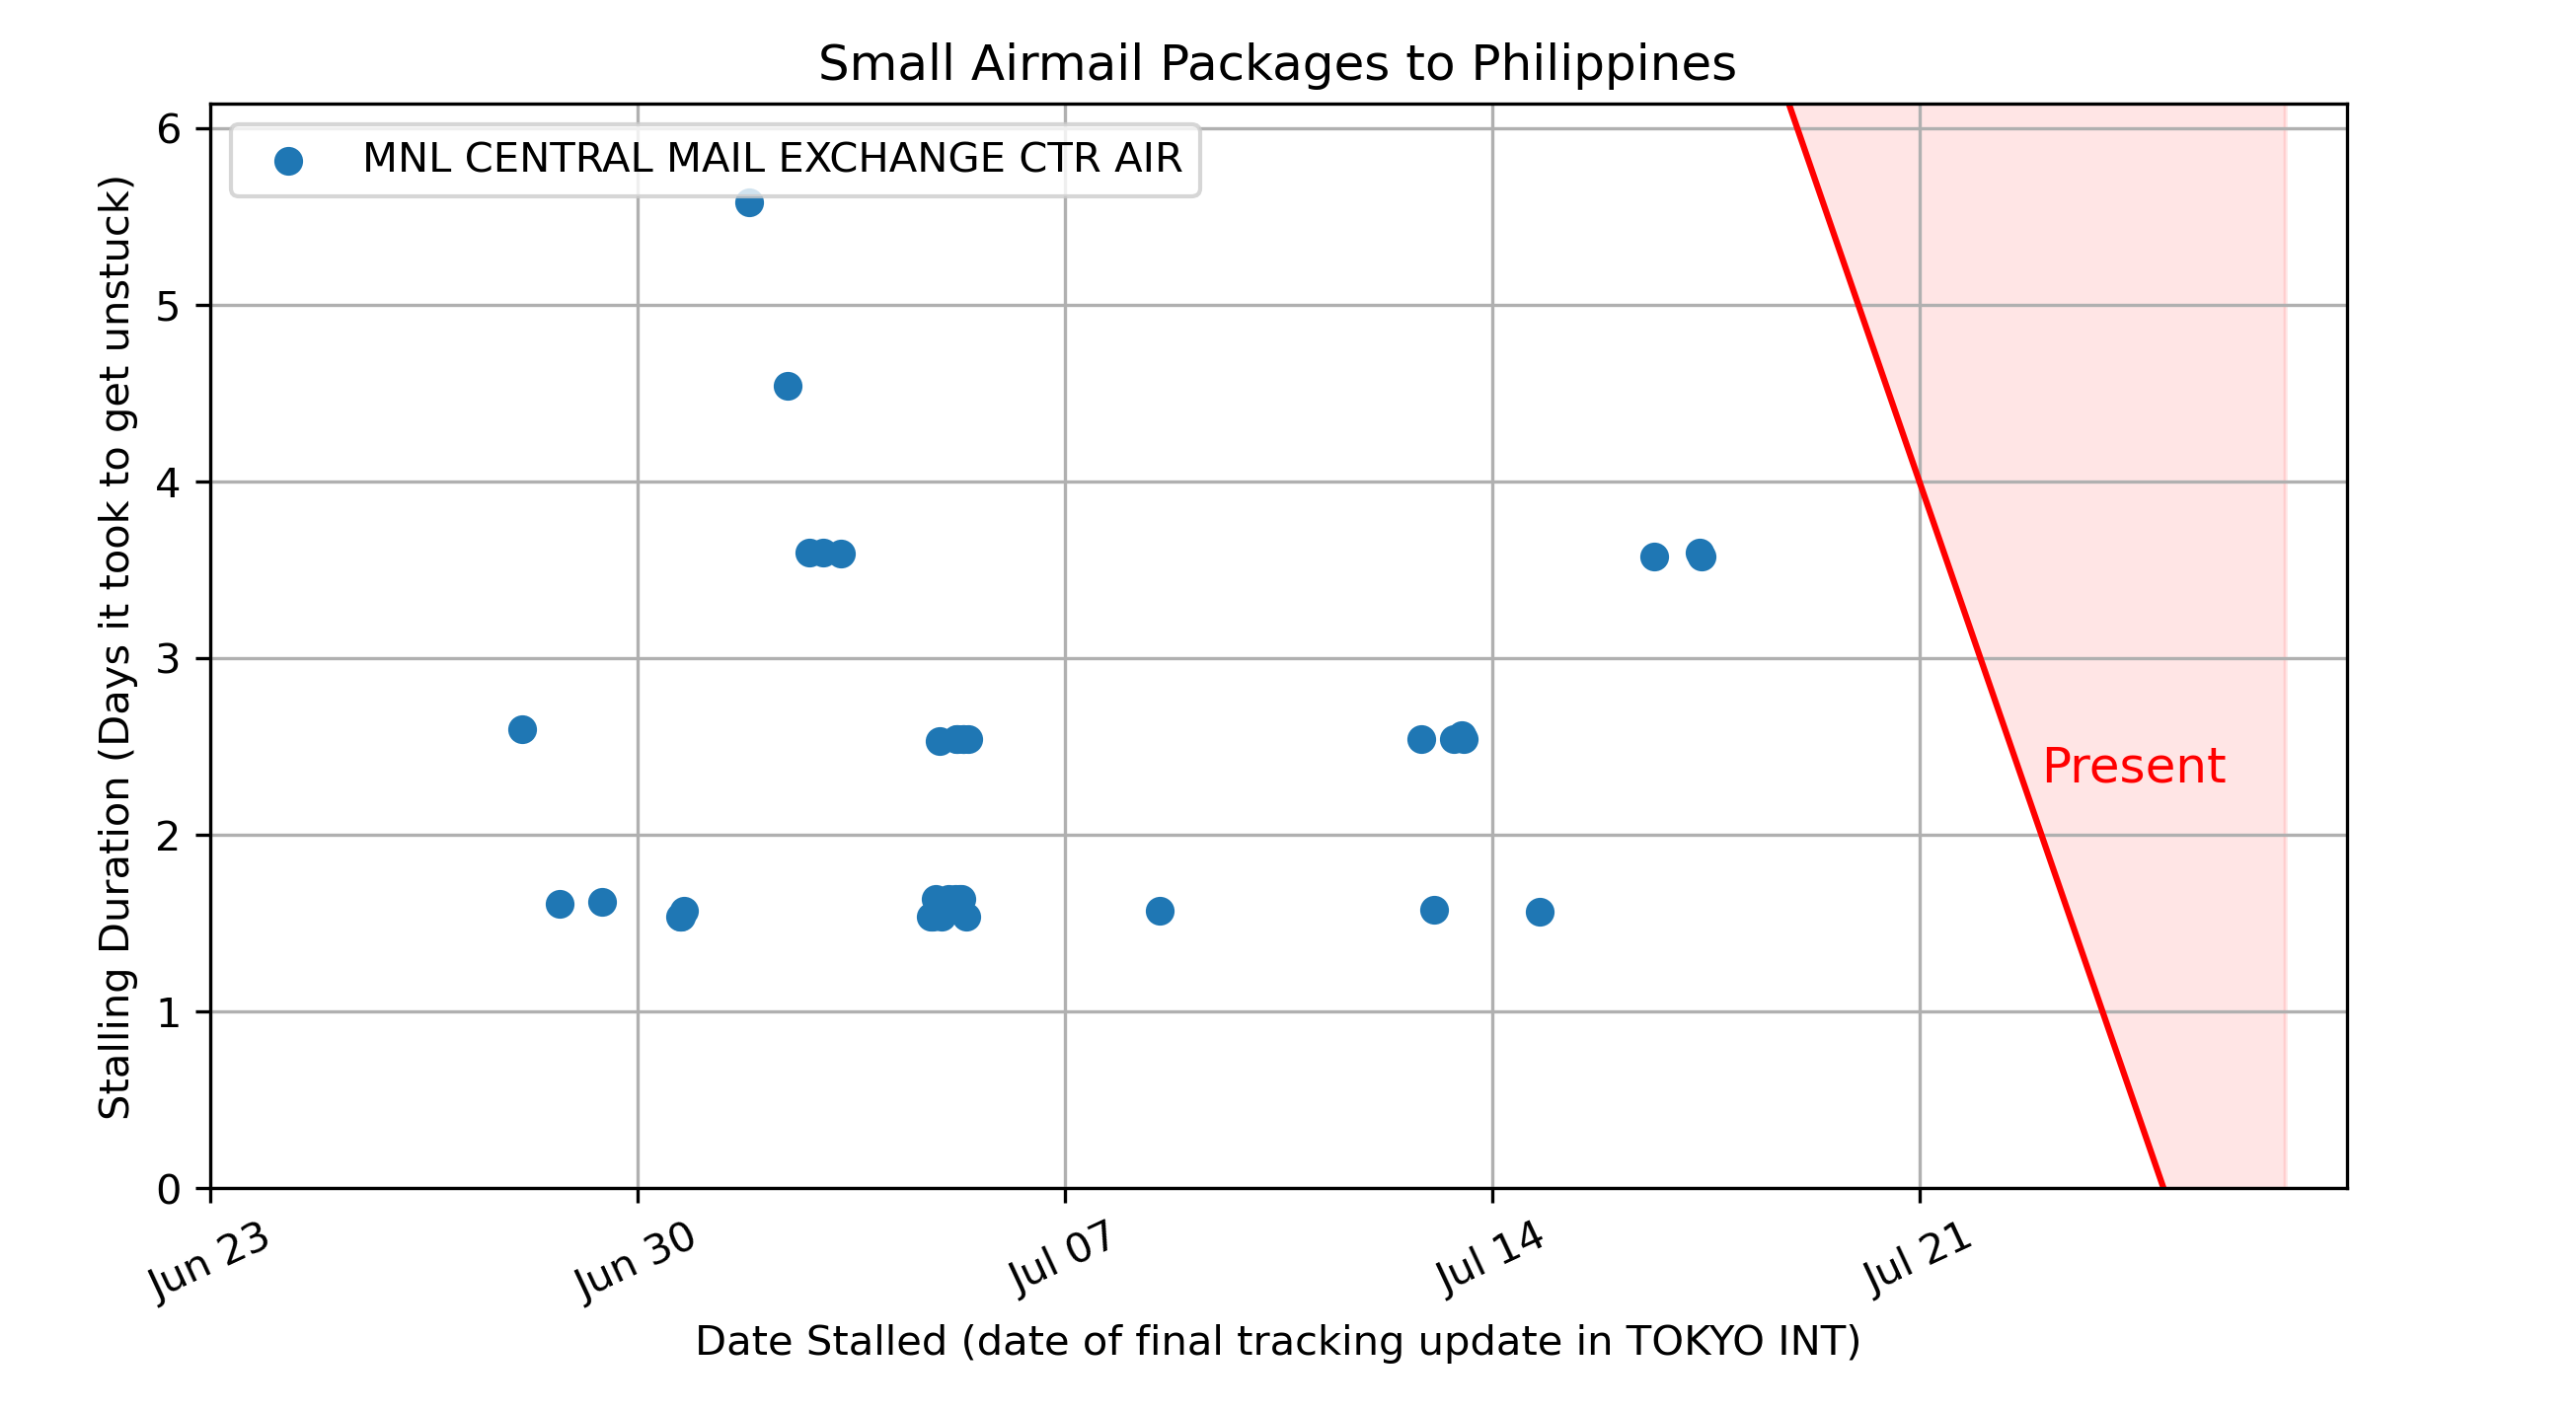 Small Airmail Packages to Philippines
MNL CENTRAL MAIL EXCHANGE CTR AIR
Stalling Duration (Days it took to get unstuck)
6
5
4
3
2
1
0
Present
Jun 23
Jun 30
Jul 07
Jul 14
Jul 21
Date Stalled (date of final tracking update in TOKYO INT)